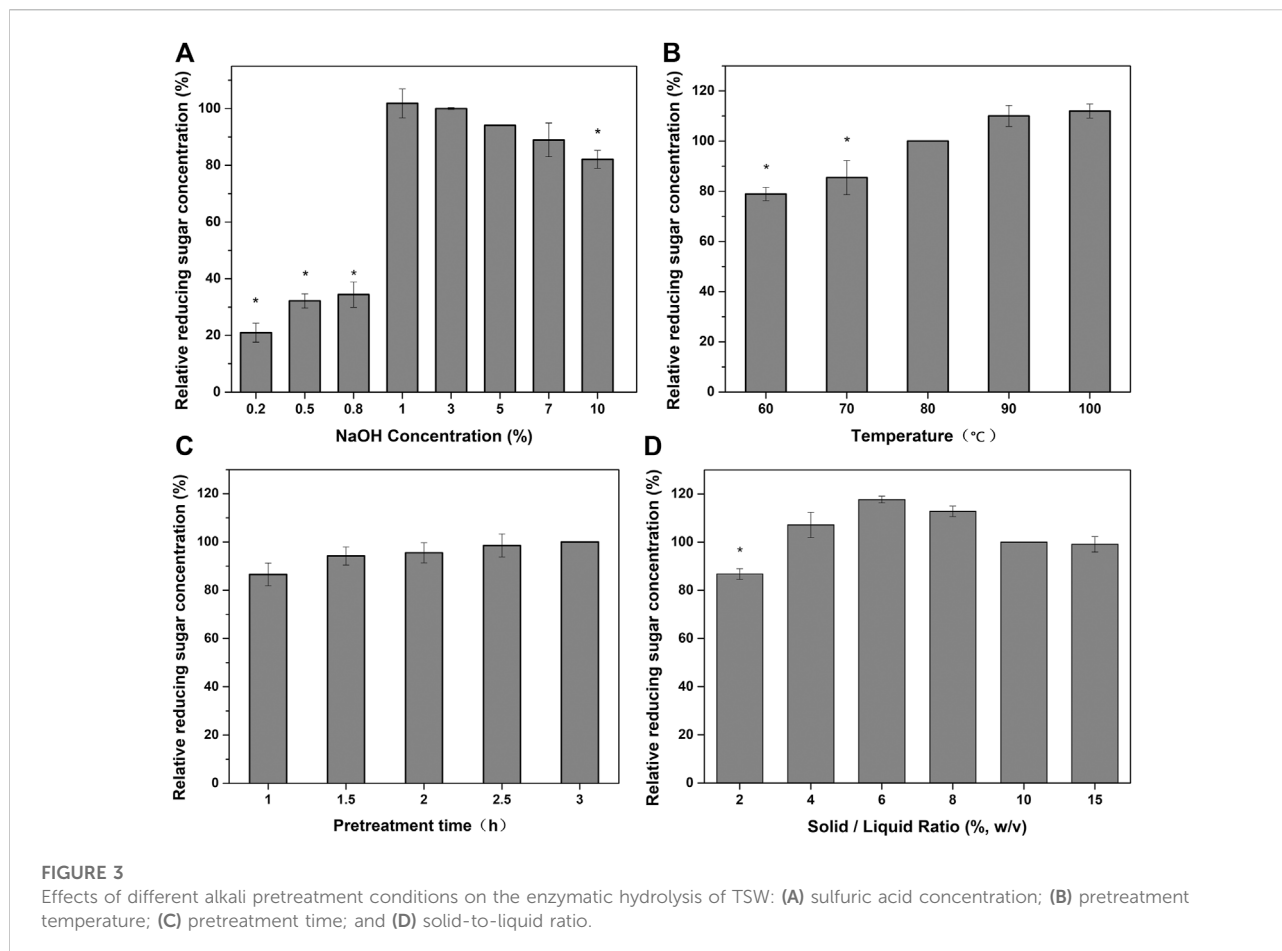 A
Relative reducing sugar concentration (%)
100
80
60
40
20
0
* * * *
0.2 0.5 0.8 1 3 5 7 10
NaOH Concentration (%)
B
Relative reducing sugar concentration (%)
120
100
80
60
40
20
0
* *
60 70 80 90 100
Temperature（℃）
C
Relative reducing sugar concentration (%)
120
100
80
60
40
20
0
1 1.5 2 2.5 3
Pretreatment time（h）
D
Relative reducing sugar concentration (%)
120
100
80
60
40
20
0
*
2 4 6 8 10 15
Solid / Liquid Ratio (%, w/v)
FIGURE 3
Effects of different alkali pretreatment conditions on the enzymatic hydrolysis of TSW: (A) sulfuric acid concentration; (B) pretreatment
temperature; (C) pretreatment time; and (D) solid-to-liquid ratio.